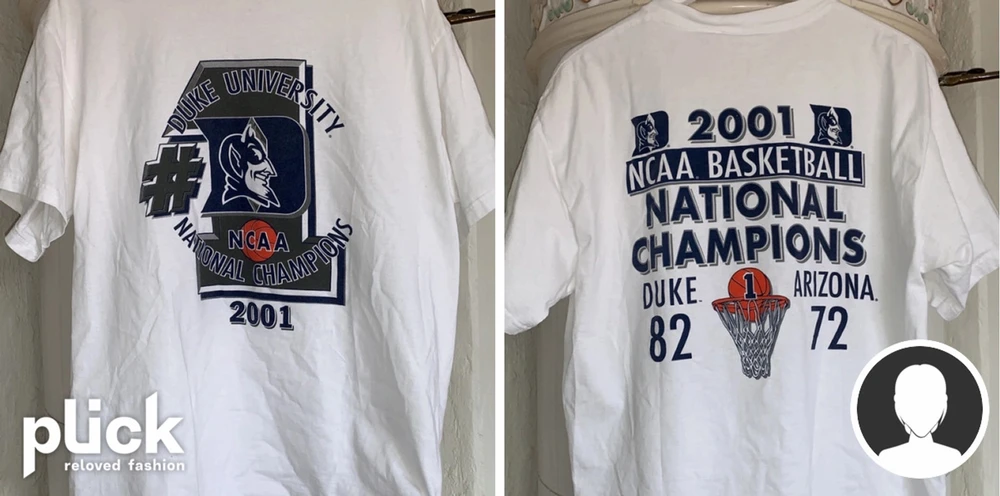 DUKE UNIVERSITY.
#1
NCAA
NATIONAL CHAMPIONS
2001
plick
reloved fashion
2001
NCAA BASKETBALL
NATIONAL
CHAMPIONS
DUKE. 1 ARIZONA.
82 72